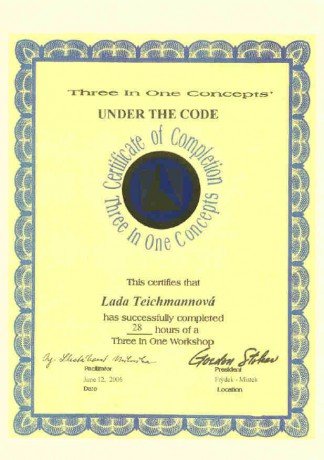 Three In One Concepts'
UNDER THE CODE
Certificate of Completion
Three In One Concepts
This certifies that
Lada Teichmannová
has successfully completed
28 hours of a
Three In One Workshop
Gordon Stokes
Facilitator President
June 12, 2006 Frýdek - Místek
Date Location